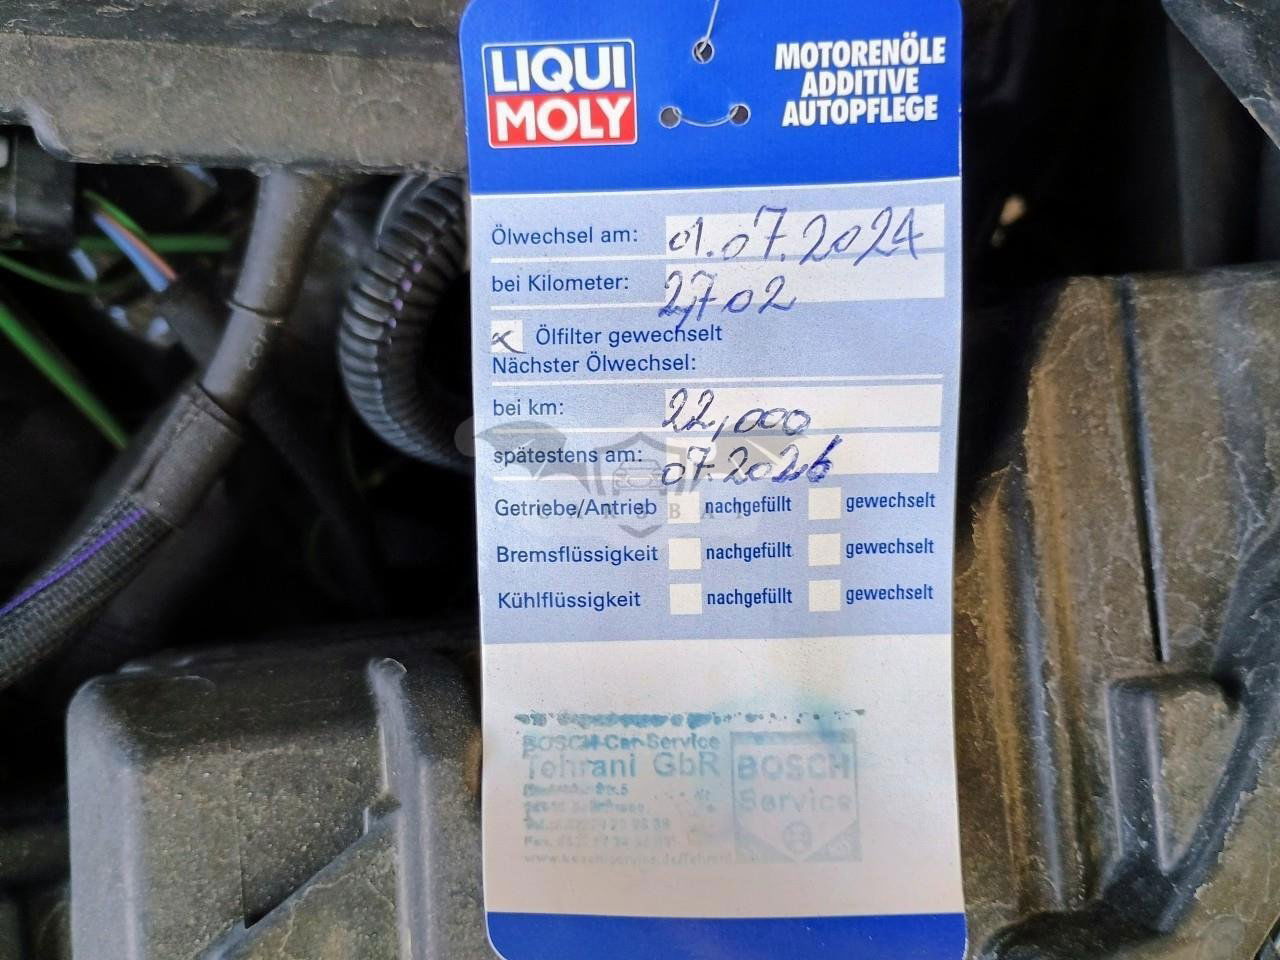 LIQUI
MOLY
MOTORENÖLE
ADDITIVE
AUTOPFLEGE
Ölwechsel am: 01.07.2024
bei Kilometer: 2,702
x Ölfilter gewechselt
Nächster Ölwechsel:
bei km: 22,000
spätestens am: 07.2026
Getriebe/Antrieb nachgefüllt gewechselt
Bremsflüssigkeit nachgefüllt gewechselt
Kühlflüssigkeit nachgefüllt gewechselt
BOSCH-Car-Service
Tehrani GbR
BOSCH
Service